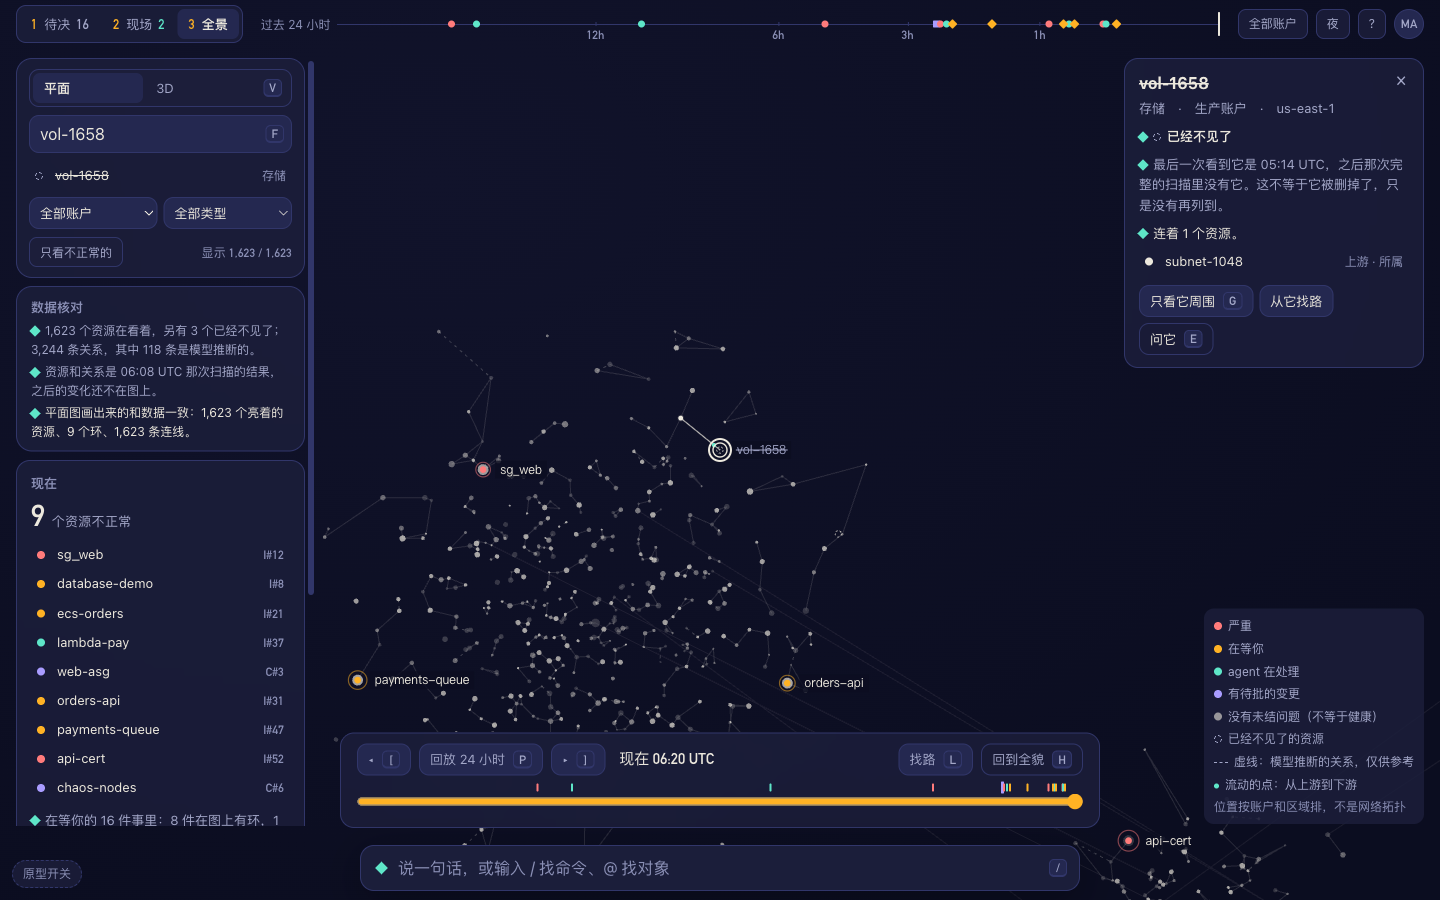 1 待决 16 2 现场 2 3 全景
过去 24 小时
12h 6h 3h 1h
全部账户 夜 ? MA
平面 3D V
vol-1658 F
vol-1658 存储
全部账户 全部类型
只看不正常的 显示 1,623 / 1,623
数据核对
1,623 个资源在看着，另有 3 个已经不见了；
3,244 条关系，其中 118 条是模型推断的。
资源和关系是 06:08 UTC 那次扫描的结果，
之后的变化还不在图上。
平面图画出来的和数据一致：1,623 个亮着的
资源、9 个环、1,623 条连线。
现在
9 个资源不正常
sg_web I#12
database-demo I#8
ecs-orders I#21
lambda-pay I#37
web-asg C#3
orders-api I#31
payments-queue I#47
api-cert I#52
chaos-nodes C#6
在等你的 16 件事里：8 件在图上有环，1
原型开关
vol-1658
sg_web
payments-queue
orders-api
api-cert
vol-1658 ×
存储 · 生产账户 · us-east-1
已经不见了
最后一次看到它是 05:14 UTC，之后那次完
整的扫描里没有它。这不等于它被删掉了，只
是没有再列到。
连着 1 个资源。
subnet-1048 上游 · 所属
只看它周围 G 从它找路
问它 E
严重
在等你
agent 在处理
有待批的变更
没有未结问题（不等于健康）
已经不见了的资源
虚线：模型推断的关系，仅供参考
流动的点：从上游到下游
位置按账户和区域排，不是网络拓扑
[ 回放 24 小时 P ] 现在 06:20 UTC 找路 L 回到全貌 H
说一句话，或输入 / 找命令、@ 找对象 /